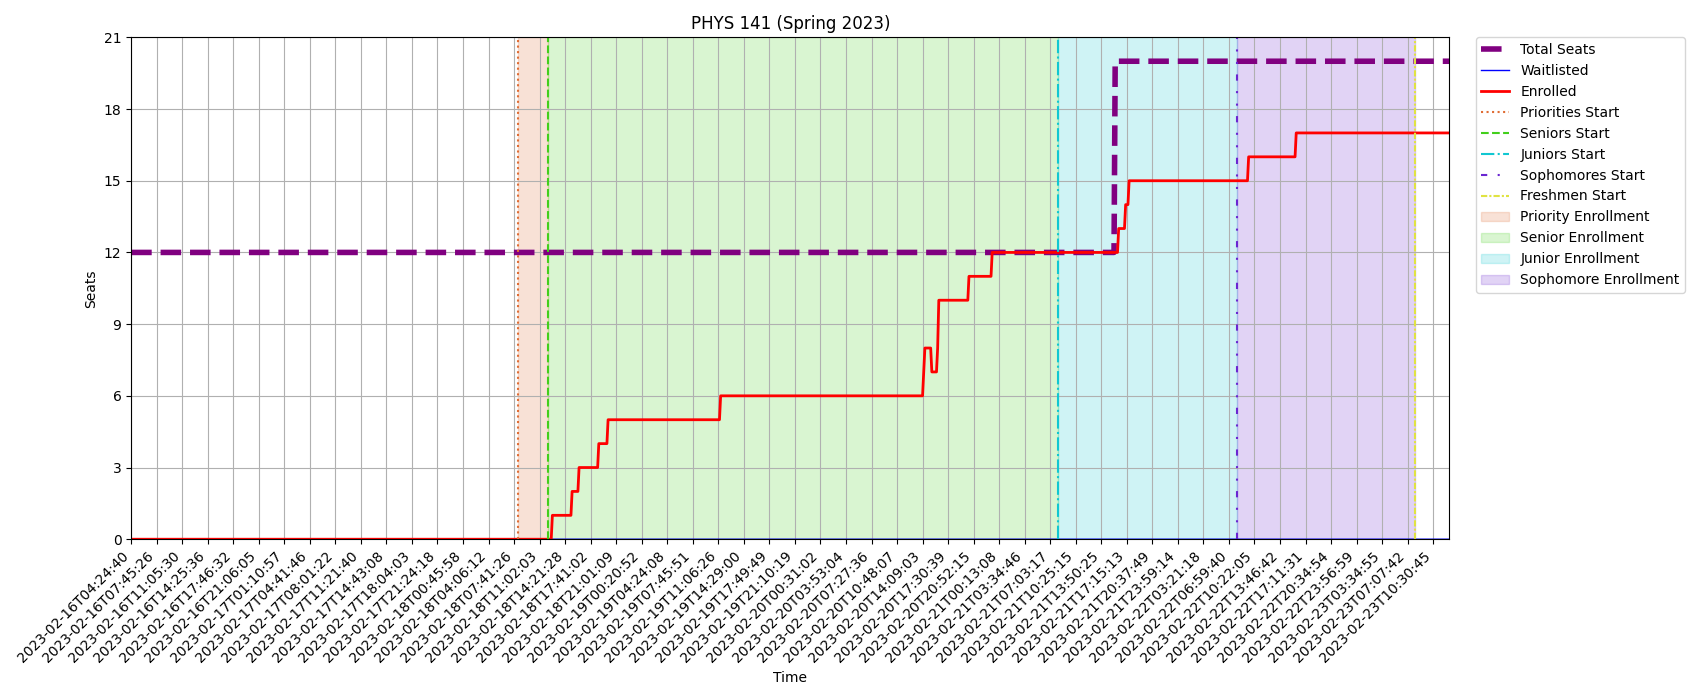 PHYS 141 (Spring 2023)
21
18
15
12
9
6
3
0
Seats
2023-02-16T04:24:40
2023-02-16T07:45:26
2023-02-16T11:05:30
2023-02-16T14:25:36
2023-02-16T17:46:32
2023-02-16T21:06:05
2023-02-17T01:10:57
2023-02-17T04:41:46
2023-02-17T08:01:22
2023-02-17T11:21:40
2023-02-17T14:43:08
2023-02-17T18:04:03
2023-02-17T21:24:18
2023-02-18T00:45:58
2023-02-18T04:06:12
2023-02-18T07:41:26
2023-02-18T11:02:03
2023-02-18T14:21:28
2023-02-18T17:41:02
2023-02-18T21:01:09
2023-02-19T00:20:52
2023-02-19T04:24:08
2023-02-19T07:45:51
2023-02-19T11:06:26
2023-02-19T14:29:00
2023-02-19T17:49:49
2023-02-19T21:10:19
2023-02-20T00:31:02
2023-02-20T03:53:04
2023-02-20T07:27:36
2023-02-20T10:48:07
2023-02-20T14:09:03
2023-02-20T17:30:39
2023-02-20T20:52:15
2023-02-21T00:13:08
2023-02-21T03:34:46
2023-02-21T07:03:17
2023-02-21T10:25:15
2023-02-21T13:50:25
2023-02-21T17:15:13
2023-02-21T20:37:49
2023-02-21T23:59:14
2023-02-22T03:21:18
2023-02-22T06:59:40
2023-02-22T10:22:05
2023-02-22T13:46:42
2023-02-22T17:11:31
2023-02-22T20:34:54
2023-02-22T23:56:59
2023-02-23T03:34:55
2023-02-23T07:07:42
2023-02-23T10:30:45
Time
Total Seats
Waitlisted
Enrolled
Priorities Start
Seniors Start
Juniors Start
Sophomores Start
Freshmen Start
Priority Enrollment
Senior Enrollment
Junior Enrollment
Sophomore Enrollment